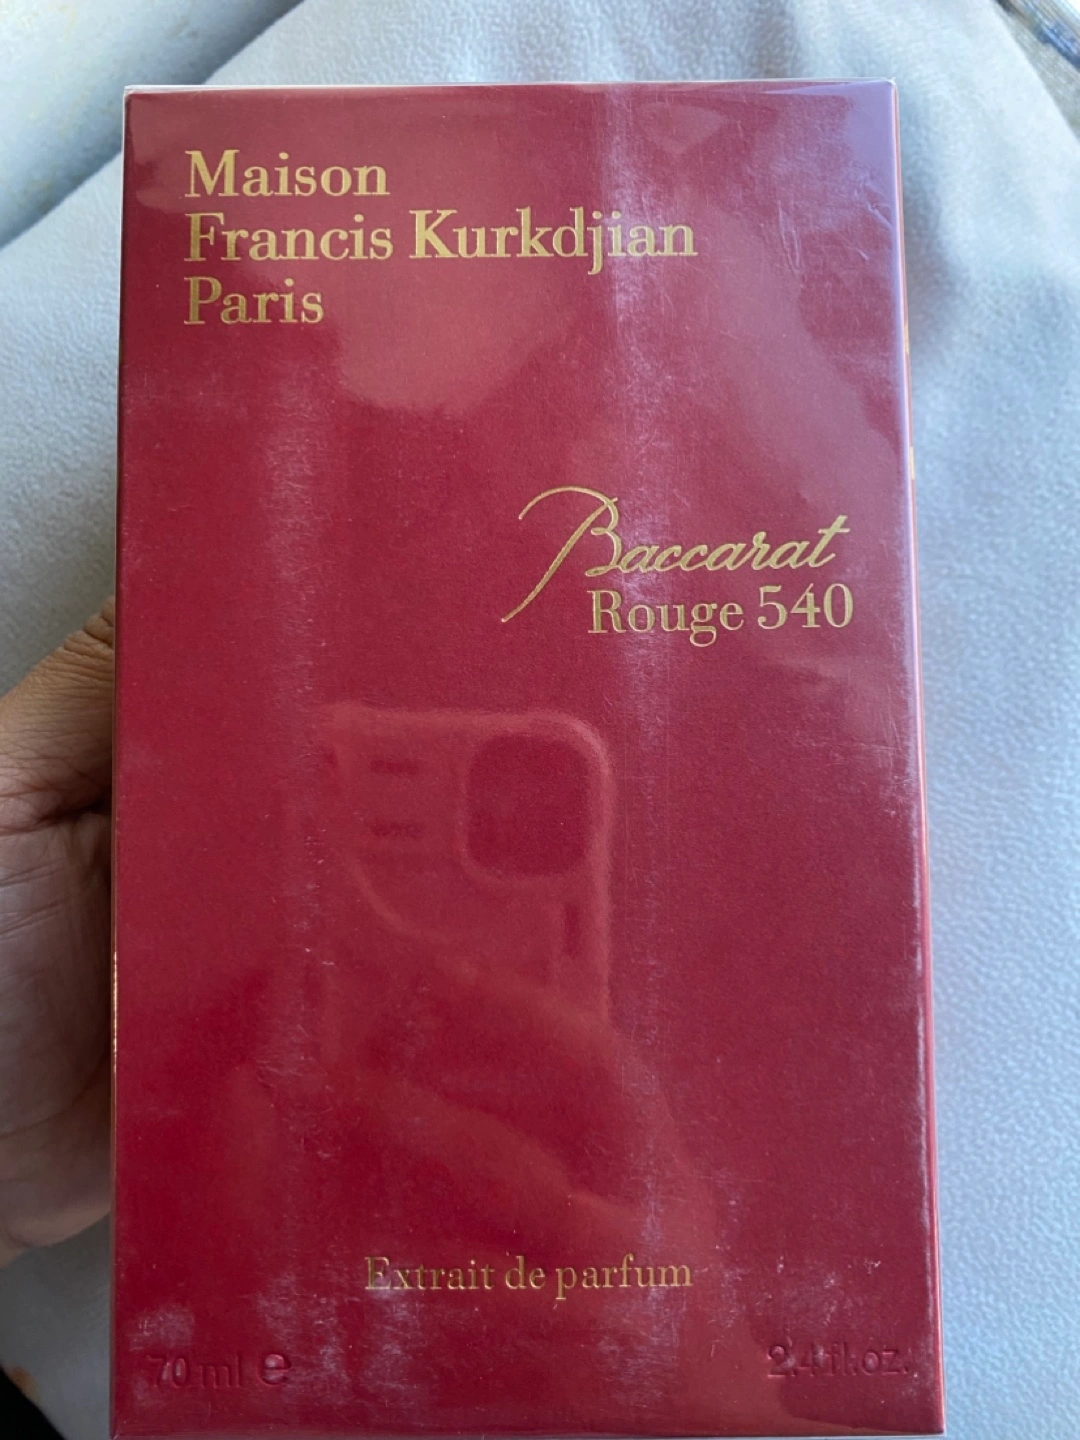 Maison
Francis Kurkdjian
Paris
Baccarat
Rouge 540
Extrait de parfum
70 ml ℮
2.4 fl.oz.